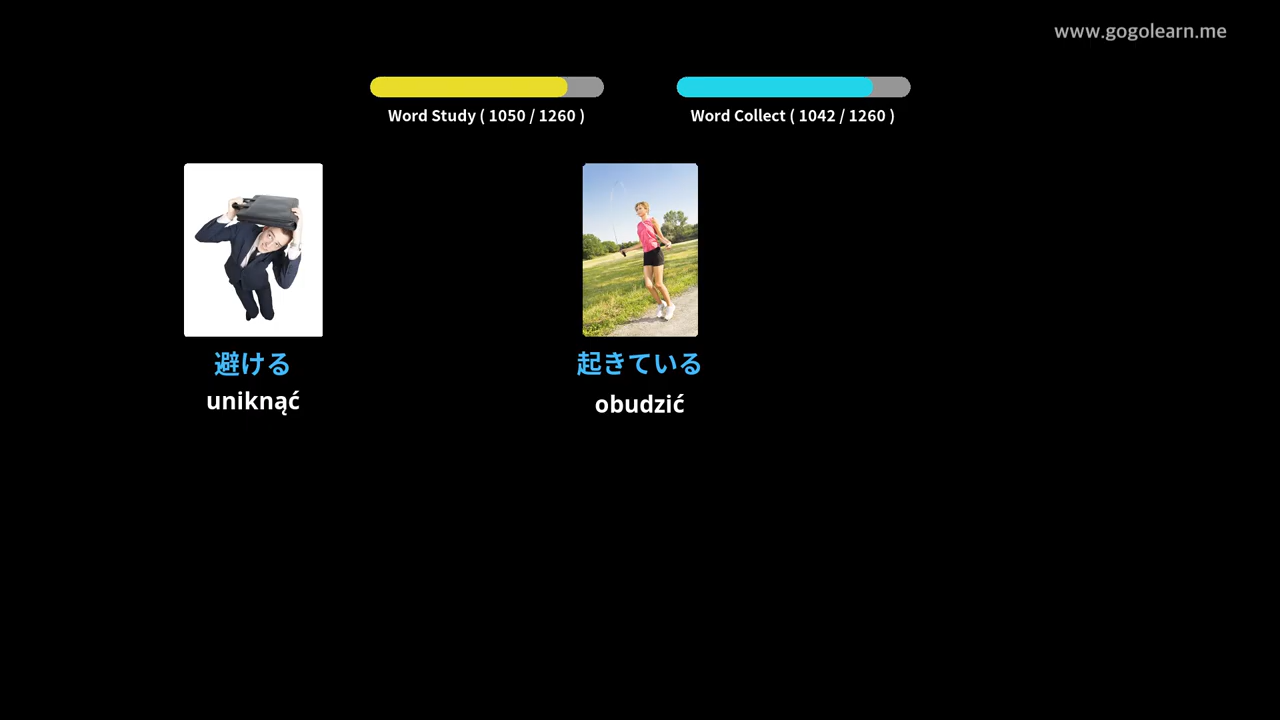 www.gogolearn.me
Word Study ( 1050 / 1260 )
Word Collect ( 1042 / 1260 )
避ける
uniknąć
起きている
obudzić